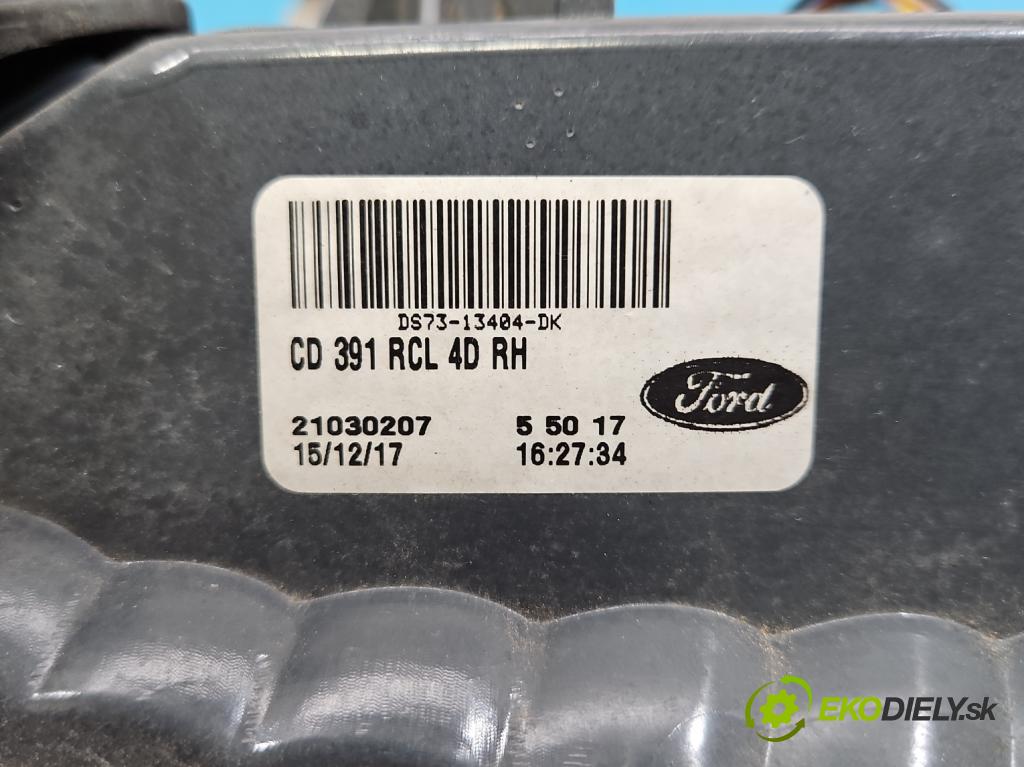 DS73-13404-DK
CD 391 RCL 4D RH
Ford
21030207 5 50 17
15/12/17 16:27:34
EKODIELY.sk